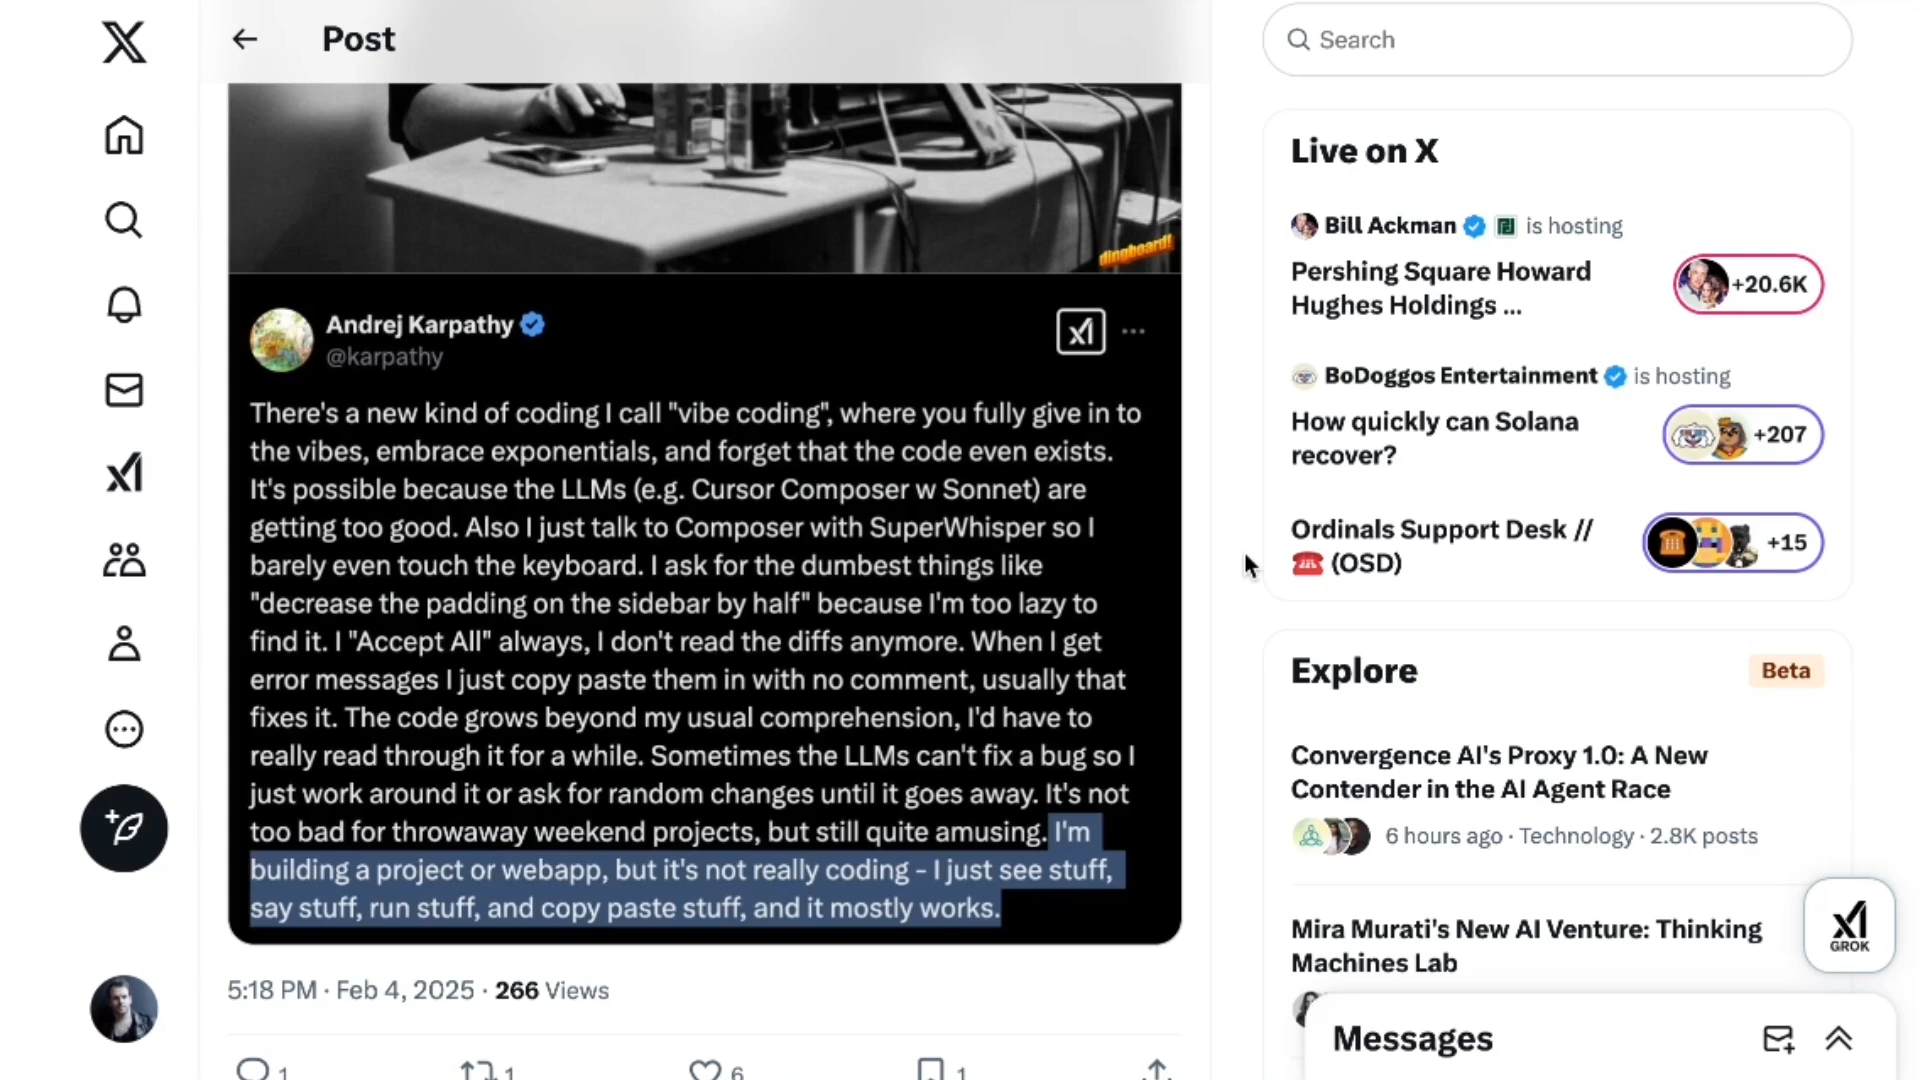 Post
Search
dingboard!
Andrej Karpathy
@karpathy
There's a new kind of coding I call "vibe coding", where you fully give in to
the vibes, embrace exponentials, and forget that the code even exists.
It's possible because the LLMs (e.g. Cursor Composer w Sonnet) are
getting too good. Also I just talk to Composer with SuperWhisper so I
barely even touch the keyboard. I ask for the dumbest things like
"decrease the padding on the sidebar by half" because I'm too lazy to
find it. I "Accept All" always, I don't read the diffs anymore. When I get
error messages I just copy paste them in with no comment, usually that
fixes it. The code grows beyond my usual comprehension, I'd have to
really read through it for a while. Sometimes the LLMs can't fix a bug so I
just work around it or ask for random changes until it goes away. It's not
too bad for throwaway weekend projects, but still quite amusing. I'm
building a project or webapp, but it's not really coding - I just see stuff,
say stuff, run stuff, and copy paste stuff, and it mostly works.
5:18 PM · Feb 4, 2025 · 266 Views
1
1
6
1
Live on X
Bill Ackman is hosting
Pershing Square Howard
Hughes Holdings ...
+20.6K
BoDoggos Entertainment is hosting
How quickly can Solana
recover?
+207
Ordinals Support Desk //
☎️ (OSD)
+15
Explore
Beta
Convergence AI's Proxy 1.0: A New
Contender in the AI Agent Race
6 hours ago · Technology · 2.8K posts
Mira Murati's New AI Venture: Thinking
Machines Lab
GROK
Messages